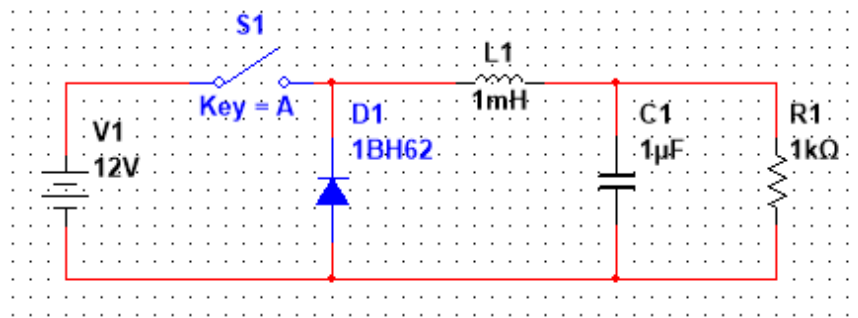 S1
Key = A
V1
12V
D1
1BH62
L1
1mH
C1
1µF
R1
1kΩ